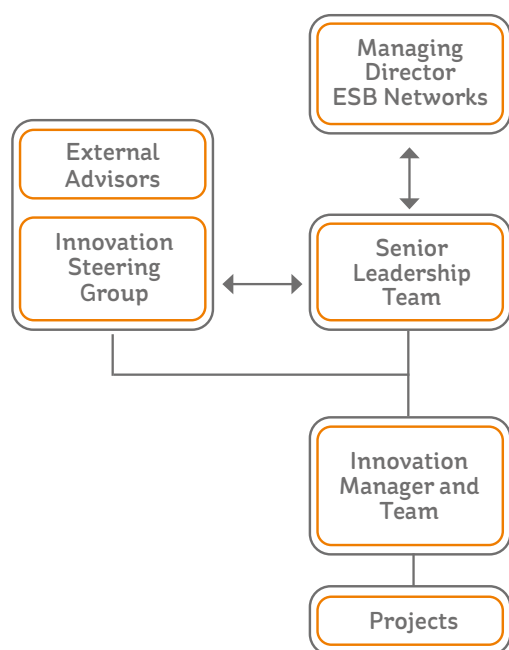 Managing
Director
ESB Networks
External
Advisors
Innovation
Steering
Group
Senior
Leadership
Team
Innovation
Manager and
Team
Projects